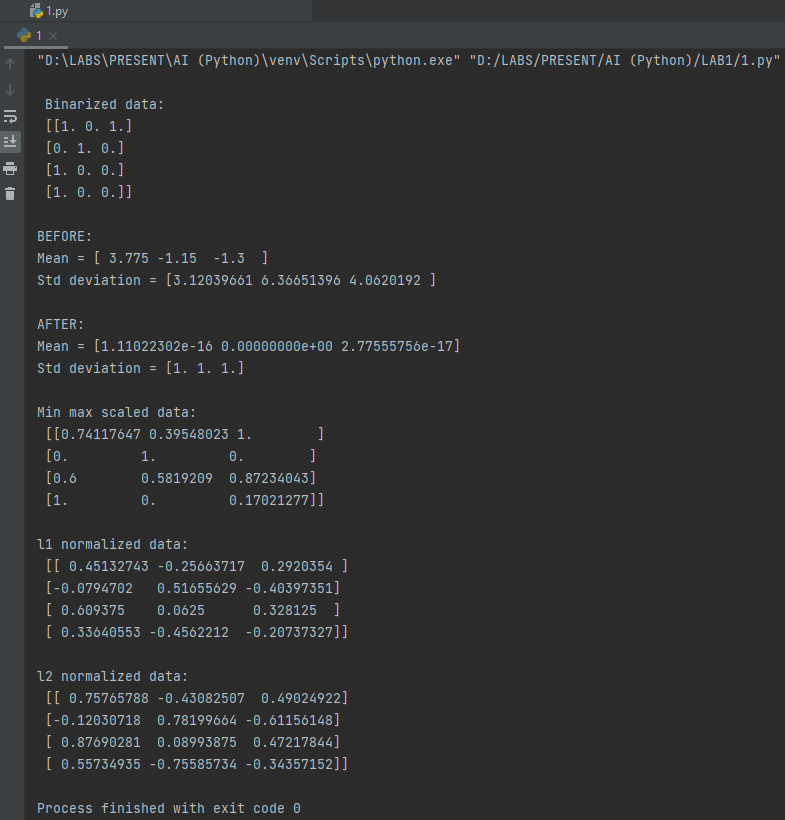 1.py
1
"D:\LABS\PRESENT\AI (Python)\venv\Scripts\python.exe" "D:/LABS/PRESENT/AI (Python)/LAB1/1.py"
Binarized data:
[[1. 0. 1.]
[0. 1. 0.]
[1. 0. 0.]
[1. 0. 0.]]
BEFORE:
Mean = [ 3.775 -1.15  -1.3  ]
Std deviation = [3.12039661 6.36651396 4.0620192 ]
AFTER:
Mean = [1.11022302e-16 0.00000000e+00 2.77555756e-17]
Std deviation = [1. 1. 1.]
Min max scaled data:
[[0.74117647 0.39548023 1.        ]
[0.         1.         0.        ]
[0.6        0.5819209  0.87234043]
[1.         0.         0.17021277]]
l1 normalized data:
[[ 0.45132743 -0.25663717  0.2920354 ]
[-0.0794702   0.51655629 -0.40397351]
[ 0.609375    0.0625      0.328125  ]
[ 0.33640553 -0.4562212  -0.20737327]]
l2 normalized data:
[[ 0.75765788 -0.43082507  0.49024922]
[-0.12030718  0.78199664 -0.61156148]
[ 0.87690281  0.08993875  0.47217844]
[ 0.55734935 -0.75585734 -0.34357152]]
Process finished with exit code 0